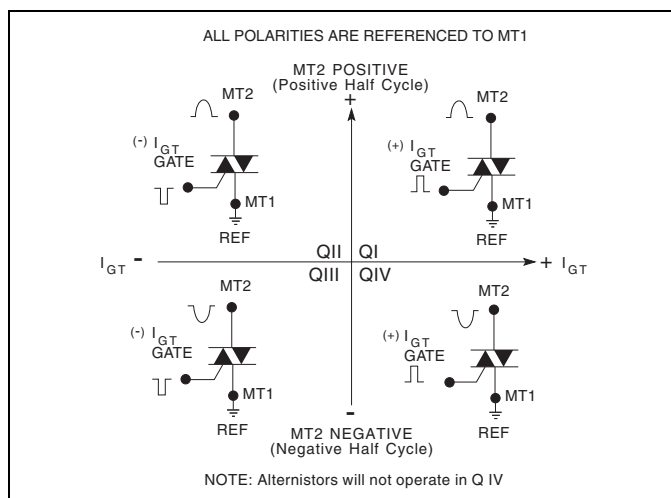 ALL POLARITIES ARE REFERENCED TO MT1
MT2 POSITIVE
(Positive Half Cycle)
+
MT2
(-) IGT
GATE
MT1
REF
MT2
(+) IGT
GATE
MT1
REF
IGT -
QII QI
QIII QIV
+ IGT
MT2
(-) IGT
GATE
MT1
REF
MT2
(+) IGT
GATE
MT1
REF
-
MT2 NEGATIVE
(Negative Half Cycle)
NOTE: Alternistors will not operate in Q IV